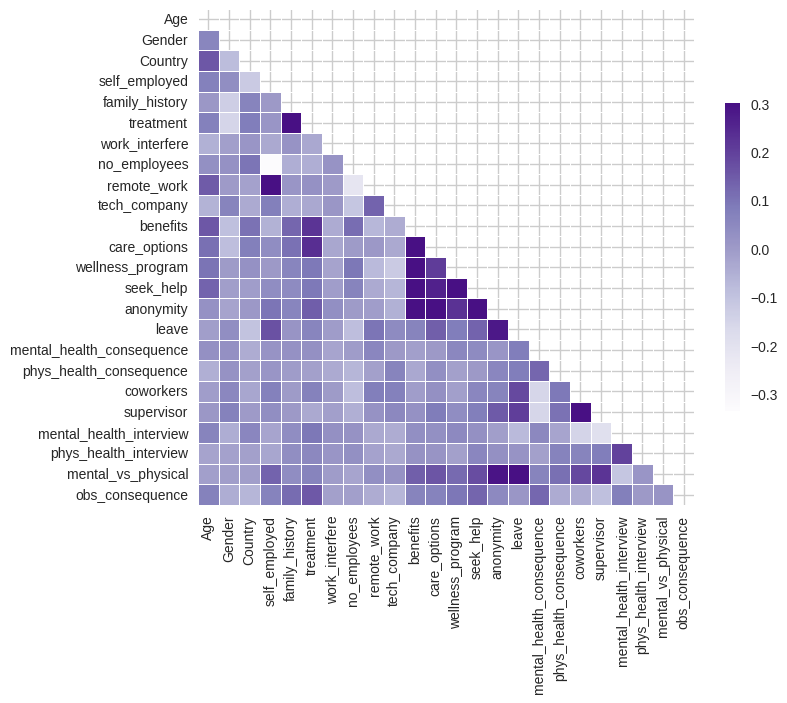 Age
Gender
Country
self_employed
family_history
treatment
work_interfere
no_employees
remote_work
tech_company
benefits
care_options
wellness_program
seek_help
anonymity
leave
mental_health_consequence
phys_health_consequence
coworkers
supervisor
mental_health_interview
phys_health_interview
mental_vs_physical
obs_consequence
Age
Gender
Country
self_employed
family_history
treatment
work_interfere
no_employees
remote_work
tech_company
benefits
care_options
wellness_program
seek_help
anonymity
leave
mental_health_consequence
phys_health_consequence
coworkers
supervisor
mental_health_interview
phys_health_interview
mental_vs_physical
obs_consequence
0.3
0.2
0.1
0.0
−0.1
−0.2
−0.3